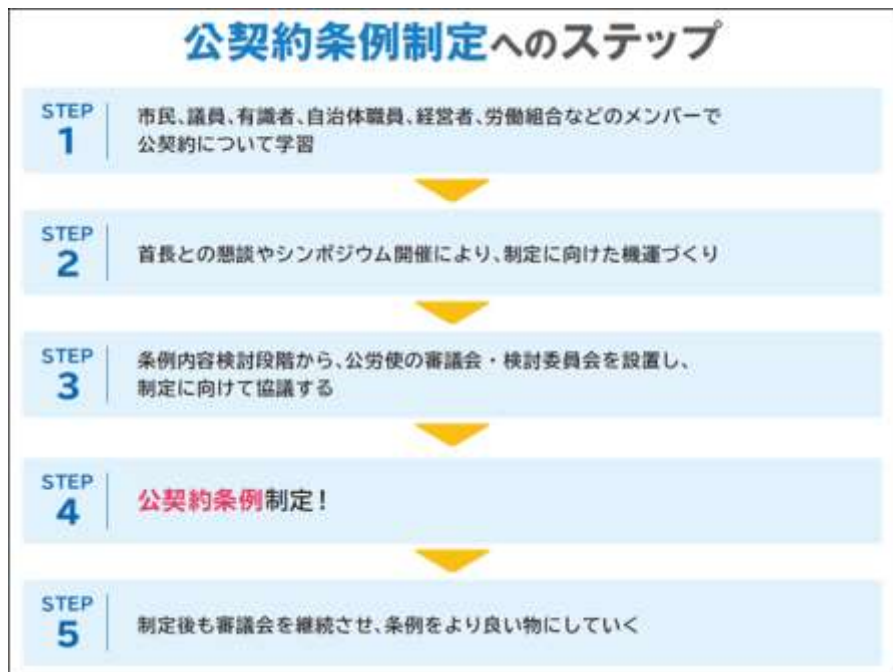 公契約条例制定へのステップ
STEP
1
市民、議員、有識者、自治体職員、経営者、労働組合などのメンバーで
公契約について学習
STEP
2
首長との懇談やシンポジウム開催により、制定に向けた機運づくり
STEP
3
条例内容検討段階から、公労使の審議会・検討委員会を設置し、
制定に向けて協議する
STEP
4
公契約条例制定！
STEP
5
制定後も審議会を継続させ、条例をより良い物にしていく